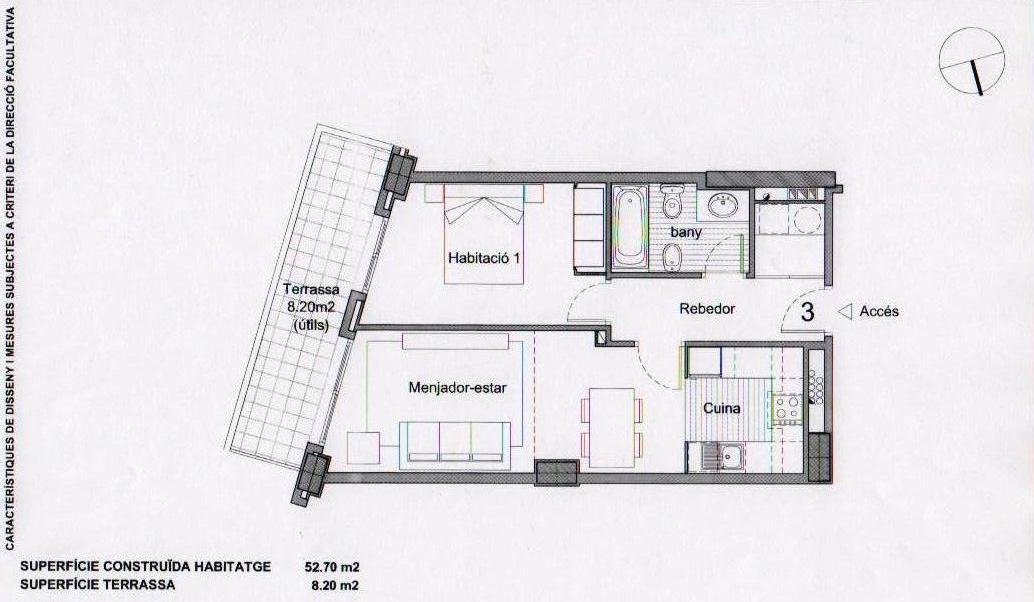 CARACTERÍSTIQUES DE DISSENY I MESURES SUBJECTES A CRITERI DE LA DIRECCIÓ FACULTATIVA
bany
Habitació 1
Terrassa
8.20m2
(útils)
Rebedor
3
Accés
Menjador-estar
Cuina
SUPERFÍCIE CONSTRUÏDA HABITATGE 52.70 m2
SUPERFÍCIE TERRASSA 8.20 m2